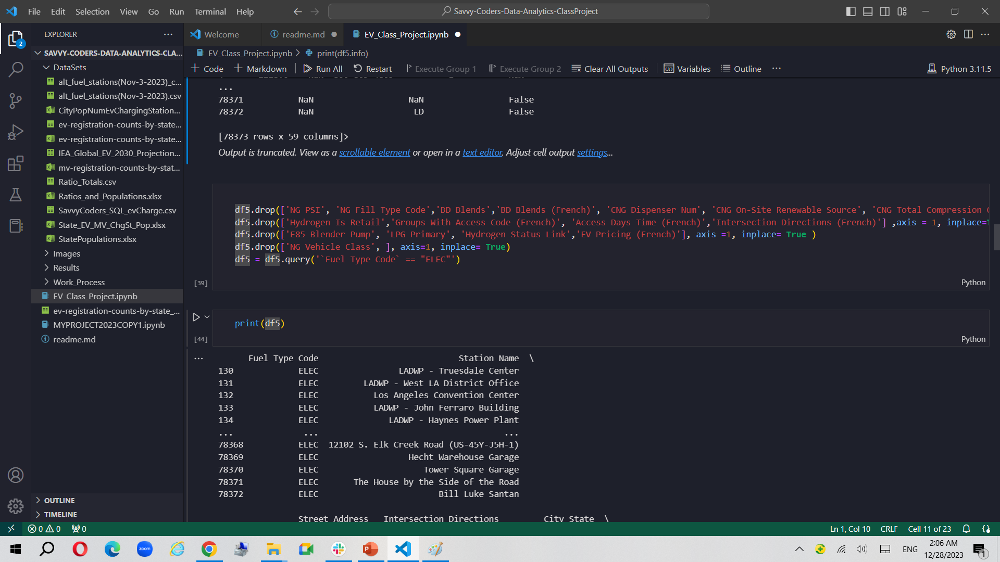 File Edit Selection View Go Run Terminal Help
Savvy-Coders-Data-Analytics-ClassProject
EXPLORER
Welcome
readme.md
EV_Class_Project.ipynb
2
SAVVY-CODERS-DATA-ANALYTICS-CLA...
EV_Class_Project.ipynb > print(df5.info)
DataSets
+ Code + Markdown Run All Restart Execute Group 1 Execute Group 2 Clear All Outputs Variables Outline ... Python 3.11.5
alt_fuel_stations(Nov-3-2023)_c...
alt_fuel_stations(Nov-3-2023).csv
CityPopNumEvChargingStation...
ev-registration-counts-by-state...
ev-registration-counts-by-state...
IEA_Global_EV_2030_Projection...
mv-registration-counts-by-stat...
Ratio_Totals.csv
Ratios_and_Populations.xlsx
SavvyCoders_SQL_evCharge.csv
State_EV_MV_ChgSt_Pop.xlsx
StatePopulations.xlsx
Images
Results
Work_Process
EV_Class_Project.ipynb
ev-registration-counts-by-state_...
MYPROJECT2023COPY1.ipynb
readme.md
OUTLINE
TIMELINE
...
78371 NaN NaN False
78372 NaN LD False
[78373 rows x 59 columns]>
Output is truncated. View as a scrollable element or open in a text editor. Adjust cell output settings...
df5.drop(['NG PSI', 'NG Fill Type Code','BD Blends','BD Blends (French)', 'CNG Dispenser Num', 'CNG On-Site Renewable Source', 'CNG Total Compression
df5.drop(['Hydrogen Is Retail','Groups With Access Code (French)', 'Access Days Time (French)','Intersection Directions (French)'] ,axis = 1, inplace=
df5.drop(['E85 Blender Pump', 'LPG Primary', 'Hydrogen Status Link','EV Pricing (French)'], axis =1, inplace= True )
df5.drop(['NG Vehicle Class', ], axis=1, inplace= True)
df5 = df5.query('`Fuel Type Code` == "ELEC"')
[39]
Python
print(df5)
[44]
Python
... Fuel Type Code Station Name \
130 ELEC LADWP - Truesdale Center
131 ELEC LADWP - West LA District Office
132 ELEC Los Angeles Convention Center
133 ELEC LADWP - John Ferraro Building
134 ELEC LADWP - Haynes Power Plant
... ... ...
78368 ELEC 12102 S. Elk Creek Road (US-45Y-J5H-1)
78369 ELEC Hecht Warehouse Garage
78370 ELEC Tower Square Garage
78371 ELEC The House by the Side of the Road
78372 ELEC Bill Luke Santan
Street Address Intersection Directions City State \
0 0 0
Ln 1, Col 10 CRLF Cell 11 of 23
zoom
ENG
2:06 AM
12/28/2023
1